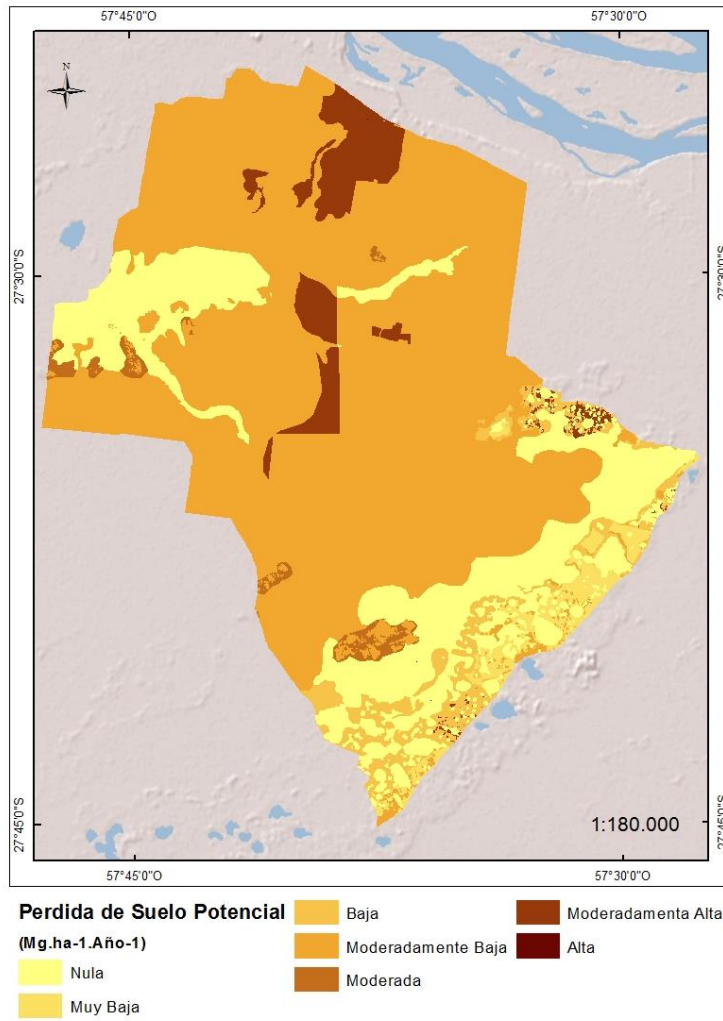 57°45'0"O 57°30'0"O
N
27°30'0"S 27°30'0"S
27°45'0"S 27°45'0"S
1:180.000
57°45'0"O 57°30'0"O
Perdida de Suelo Potencial
(Mg.ha-1.Año-1)
Nula
Muy Baja
Baja
Moderadamente Baja
Moderada
Moderadamenta Alta
Alta